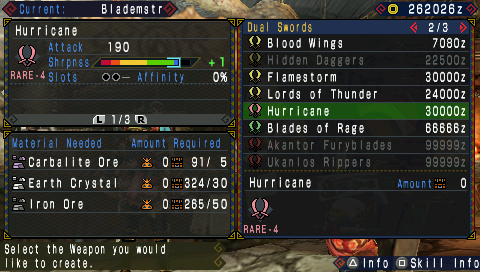 Current: Blademstr
262026z
Hurricane
Attack 190
Shrpnss +1
RARE-4 Slots Affinity 0%
L 1/3 R
Material Needed Amount Required
Carbalite Ore 0 91/ 5
Earth Crystal 0 324/30
Iron Ore 0 265/50
Select the Weapon you would
like to create.
Dual Swords 2/3
Blood Wings 7080z
Hidden Daggers 22500z
Flamestorm 30000z
Lords of Thunder 24000z
Hurricane 30000z
Blades of Rage 66666z
Akantor Furyblades 99999z
Ukanlos Rippers 99999z
Hurricane Amount 0
RARE-4
Info Skill Info